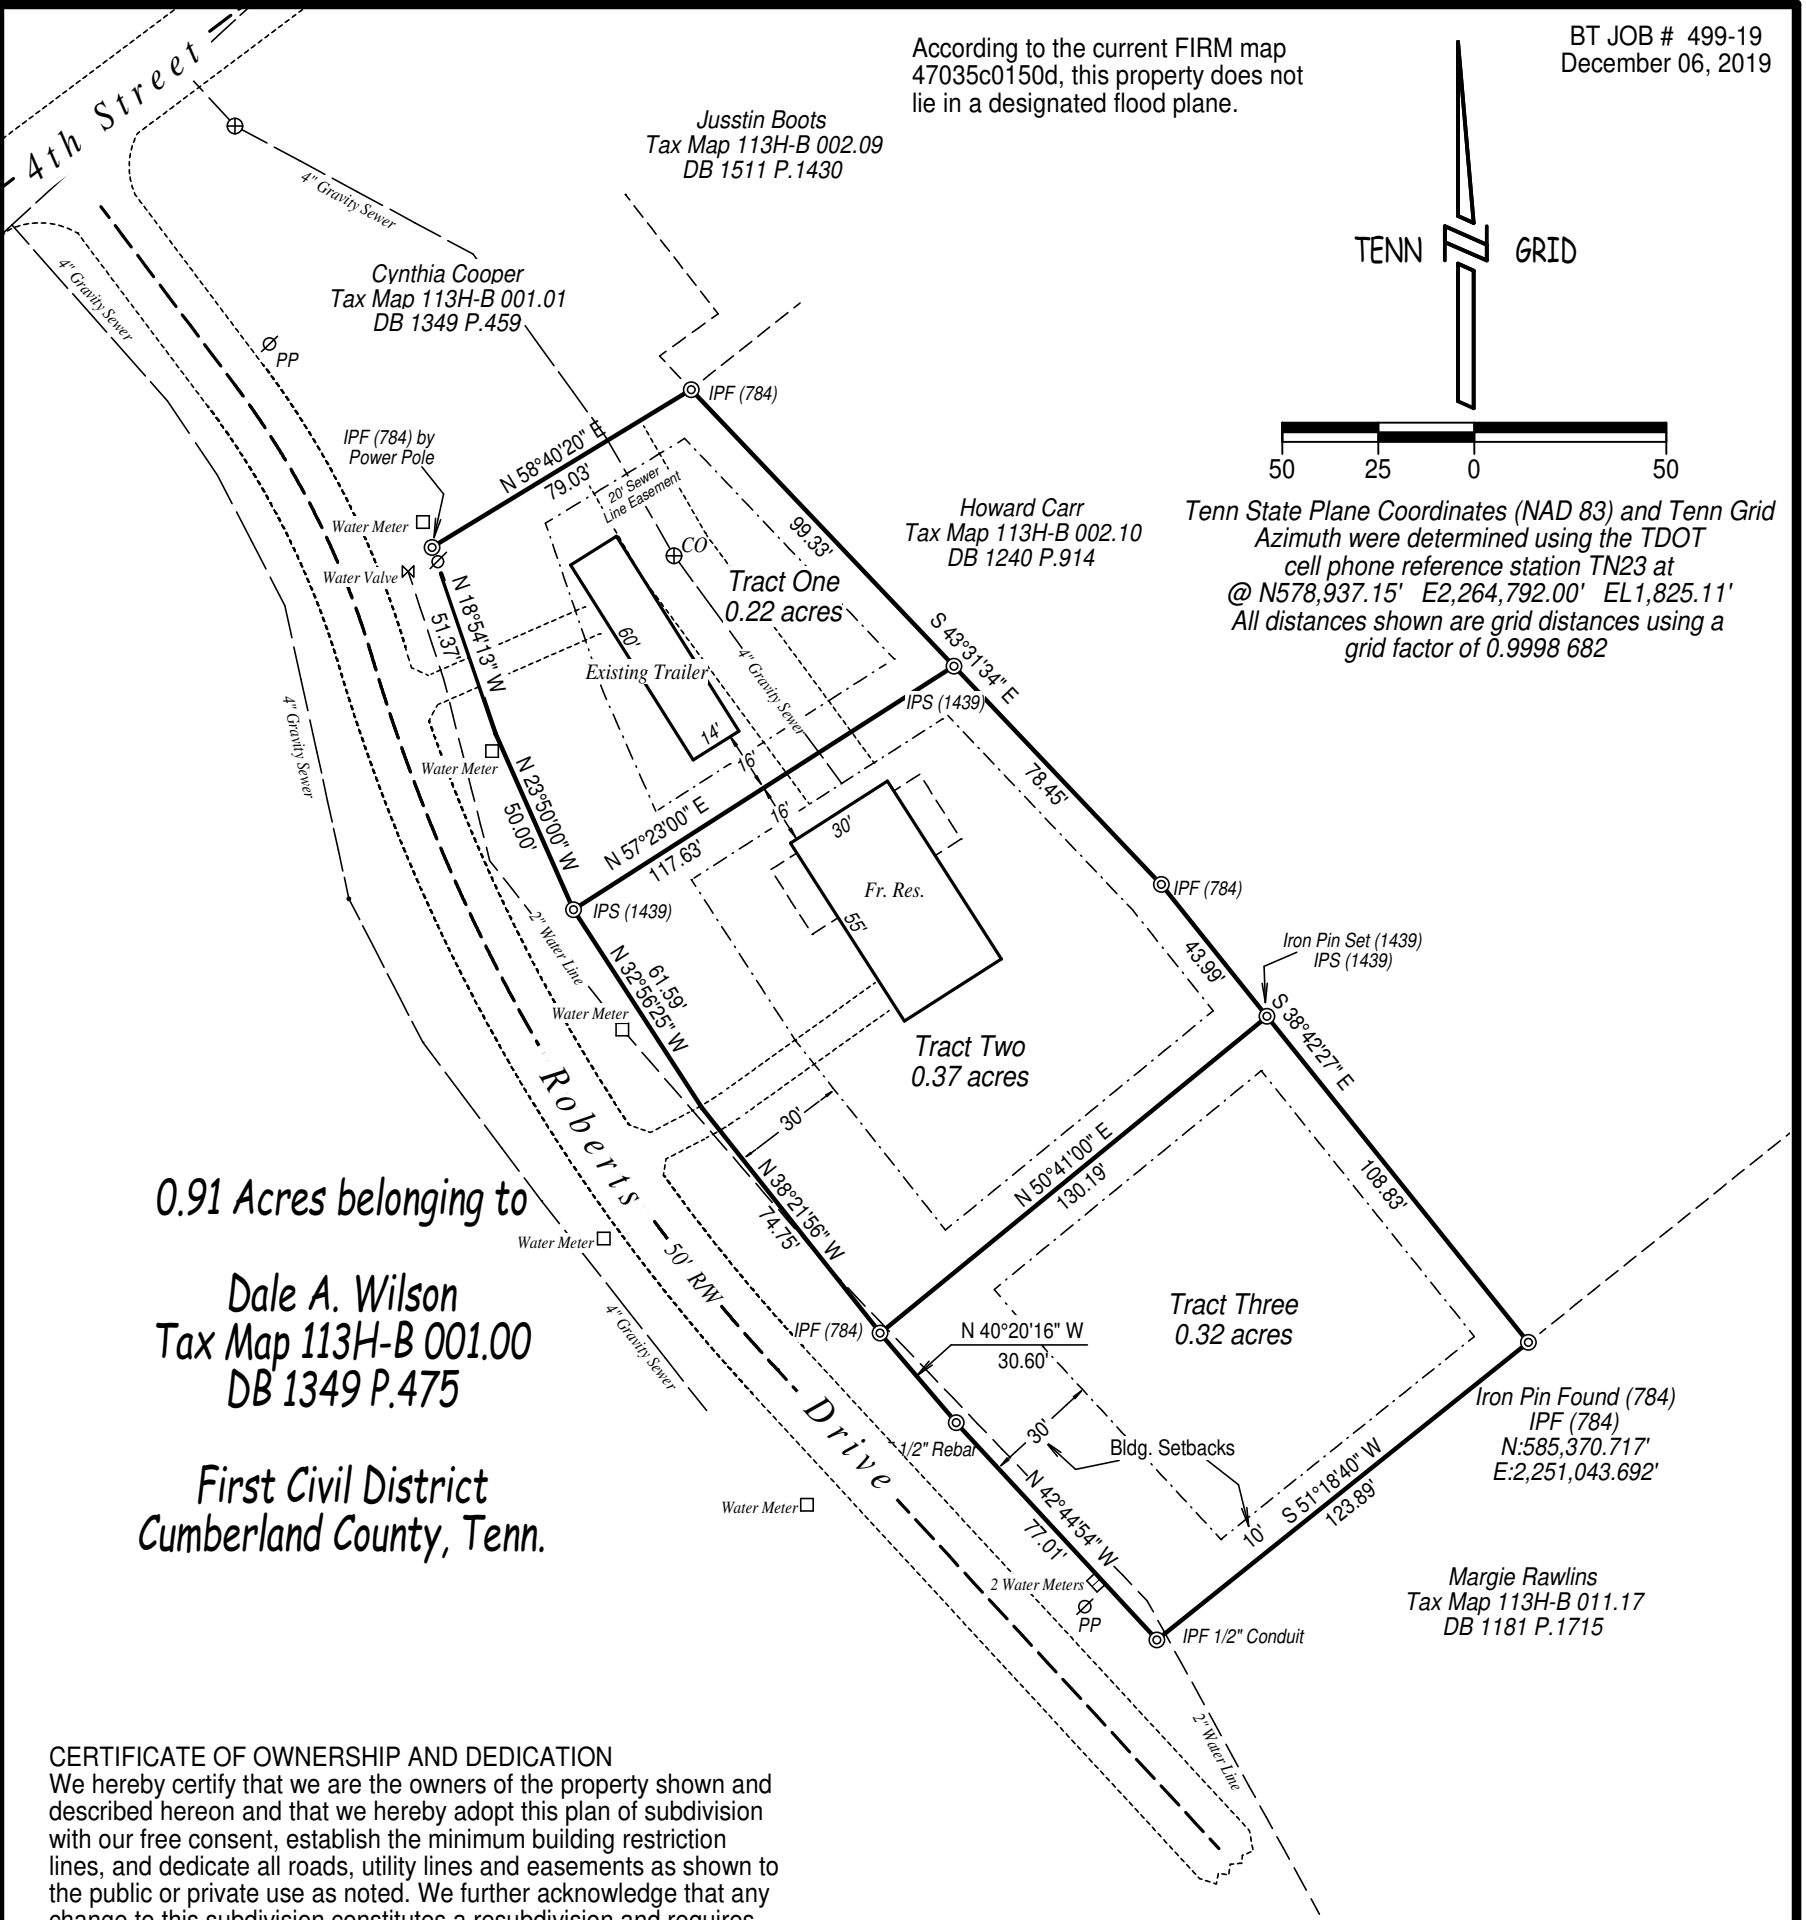 BT JOB # 499-19
December 06, 2019
According to the current FIRM map
47035c0150d, this property does not
lie in a designated flood plane.
4th Street
4" Gravity Sewer
4" Gravity Sewer
Jusstin Boots
Tax Map 113H-B 002.09
DB 1511 P.1430
TENN N GRID
Cynthia Cooper
Tax Map 113H-B 001.01
DB 1349 P.459
PP
IPF (784)
IPF (784) by
Power Pole
50 25 0 50
N 58°40'20" E
79.03'
20' Sewer
Line Easement
99.33'
Howard Carr
Tax Map 113H-B 002.10
DB 1240 P.914
Tenn State Plane Coordinates (NAD 83) and Tenn Grid
Azimuth were determined using the TDOT
cell phone reference station TN23 at
@ N578,937.15' E2,264,792.00' EL1,825.11'
All distances shown are grid distances using a
grid factor of 0.9998 682
Water Meter
Water Valve
CO
Tract One
0.22 acres
N 18°54'13" W
51.37'
60'
Existing Trailer
14'
4" Gravity Sewer
S 43°31'34" E
IPS (1439)
4" Gravity Sewer
Water Meter
N 23°50'00" W
50.00'
16'
16'
N 57°23'00" E
117.63'
78.45'
30'
Fr. Res.
55'
IPF (784)
IPS (1439)
2" Water Line
43.99'
Iron Pin Set (1439)
IPS (1439)
N 32°56'25" W
61.59'
Water Meter
S 38°42'27" E
Tract Two
0.37 acres
30'
Roberts
50' R/W
Drive
N 38°21'56" W
74.75'
N 50°41'00" E
130.19'
108.83'
0.91 Acres belonging to
Dale A. Wilson
Tax Map 113H-B 001.00
DB 1349 P.475
First Civil District
Cumberland County, Tenn.
Water Meter
4" Gravity Sewer
IPF (784)
N 40°20'16" W
30.60'
Tract Three
0.32 acres
1/2" Rebar
30'
Bldg. Setbacks
Iron Pin Found (784)
IPF (784)
N:585,370.717'
E:2,251,043.692'
Water Meter
N 42°44'54" W
77.01'
10'
S 51°18'40" W
123.89'
2 Water Meters
PP
IPF 1/2" Conduit
Margie Rawlins
Tax Map 113H-B 011.17
DB 1181 P.1715
2" Water Line
CERTIFICATE OF OWNERSHIP AND DEDICATION
We hereby certify that we are the owners of the property shown and
described hereon and that we hereby adopt this plan of subdivision
with our free consent, establish the minimum building restriction
lines, and dedicate all roads, utility lines and easements as shown to
the public or private use as noted. We further acknowledge that any
change to this subdivision constitutes a resubdivision and requires